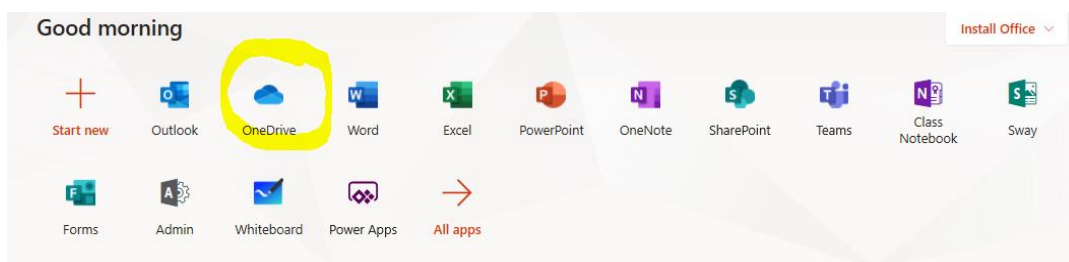 Good morning
Install Office
Start new
Outlook
OneDrive
Word
Excel
PowerPoint
OneNote
SharePoint
Teams
Class
Notebook
Sway
Forms
Admin
Whiteboard
Power Apps
All apps